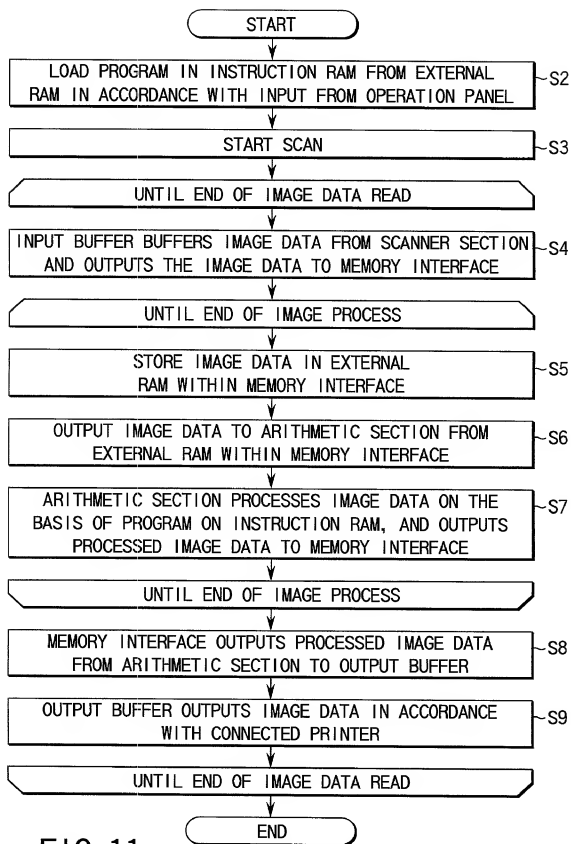 START
LOAD PROGRAM IN INSTRUCTION RAM FROM EXTERNAL
RAM IN ACCORDANCE WITH INPUT FROM OPERATION PANEL
S2
START SCAN
S3
UNTIL END OF IMAGE DATA READ
INPUT BUFFER BUFFERS IMAGE DATA FROM SCANNER SECTION
AND OUTPUTS THE IMAGE DATA TO MEMORY INTERFACE
S4
UNTIL END OF IMAGE PROCESS
STORE IMAGE DATA IN EXTERNAL
RAM WITHIN MEMORY INTERFACE
S5
OUTPUT IMAGE DATA TO ARITHMETIC SECTION FROM
EXTERNAL RAM WITHIN MEMORY INTERFACE
S6
ARITHMETIC SECTION PROCESSES IMAGE DATA ON THE
BASIS OF PROGRAM ON INSTRUCTION RAM, AND OUTPUTS
PROCESSED IMAGE DATA TO MEMORY INTERFACE
S7
UNTIL END OF IMAGE PROCESS
MEMORY INTERFACE OUTPUTS PROCESSED IMAGE DATA
FROM ARITHMETIC SECTION TO OUTPUT BUFFER
S8
OUTPUT BUFFER OUTPUTS IMAGE DATA IN ACCORDANCE
WITH CONNECTED PRINTER
S9
UNTIL END OF IMAGE DATA READ
END
FIG. 11